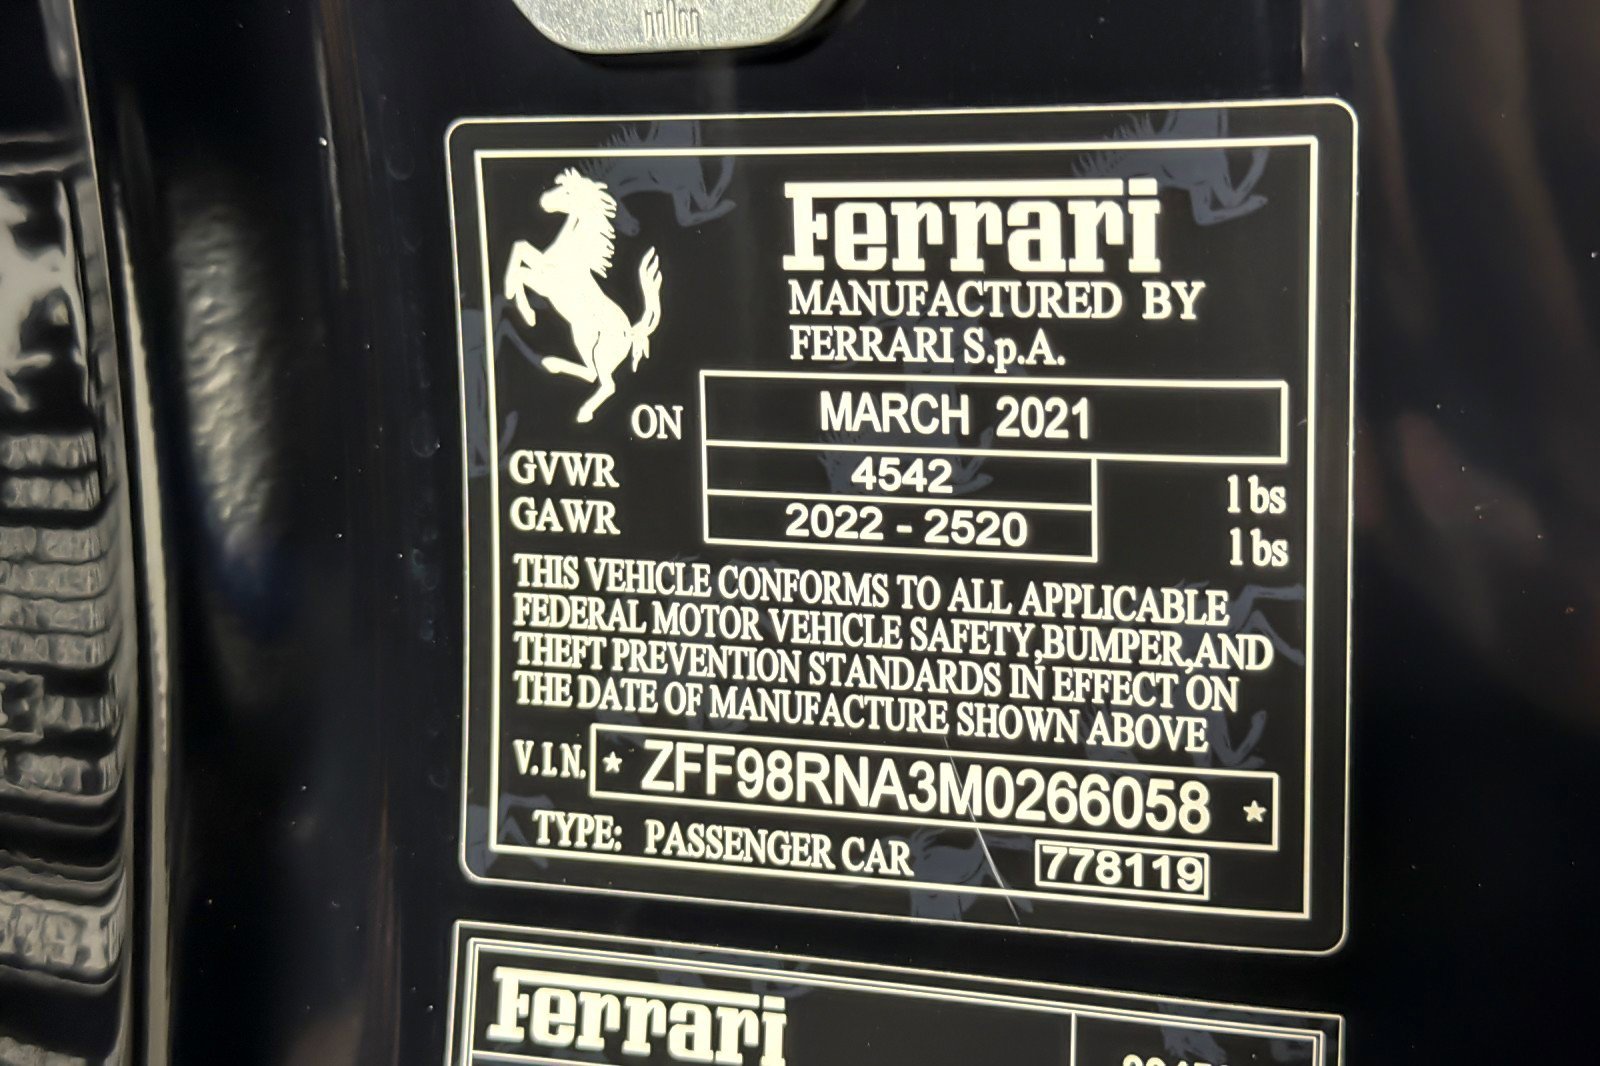 Ferrari
MANUFACTURED BY
FERRARI S.p.A.
ON MARCH 2021
GVWR 4542 lbs
GAWR 2022 - 2520 lbs
THIS VEHICLE CONFORMS TO ALL APPLICABLE
FEDERAL MOTOR VEHICLE SAFETY,BUMPER,AND
THEFT PREVENTION STANDARDS IN EFFECT ON
THE DATE OF MANUFACTURE SHOWN ABOVE
V.I.N. * ZFF98RNA3M0266058 *
TYPE: PASSENGER CAR 778119
Ferrari